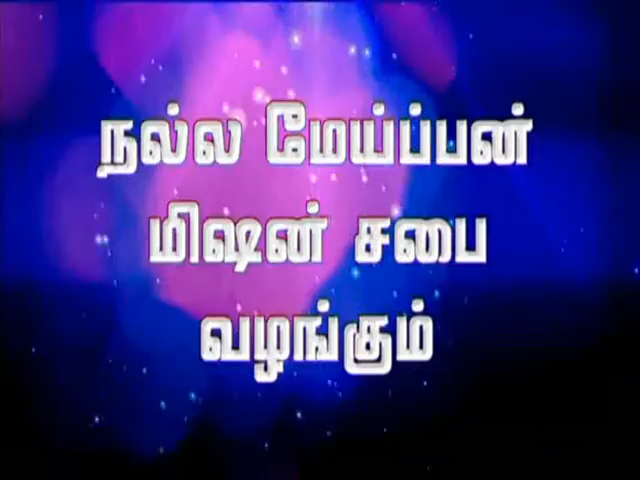 நல்ல மேய்ப்பன்
மிஷன் சபை
வழங்கும்